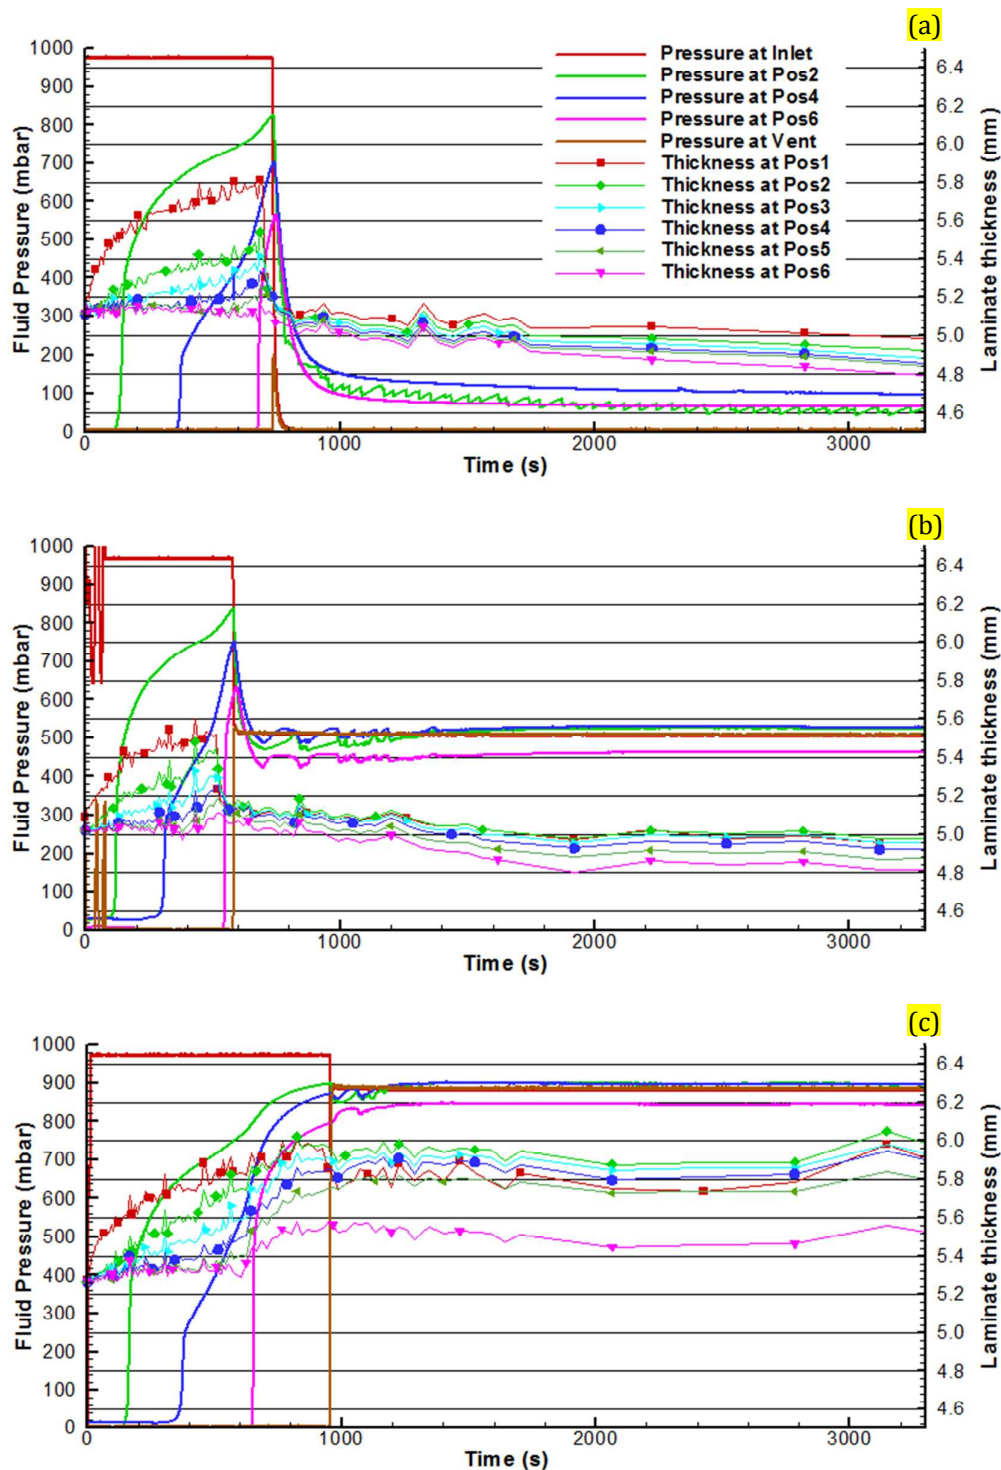 (a)
1000
900
800
700
600
500
400
300
200
100
0
Fluid Pressure (mbar)
Pressure at Inlet
Pressure at Pos2
Pressure at Pos4
Pressure at Pos6
Pressure at Vent
Thickness at Pos1
Thickness at Pos2
Thickness at Pos3
Thickness at Pos4
Thickness at Pos5
Thickness at Pos6
6.4
6.2
6.0
5.8
5.6
5.4
5.2
5.0
4.8
4.6
Laminate thickness (mm)
0 1000 2000 3000
Time (s)
(b)
1000
900
800
700
600
500
400
300
200
100
0
Fluid Pressure (mbar)
6.4
6.2
6.0
5.8
5.6
5.4
5.2
5.0
4.8
4.6
Laminate thickness (mm)
0 1000 2000 3000
Time (s)
(c)
1000
900
800
700
600
500
400
300
200
100
0
Fluid Pressure (mbar)
6.4
6.2
6.0
5.8
5.6
5.4
5.2
5.0
4.8
4.6
Laminate thickness (mm)
0 1000 2000 3000
Time (s)